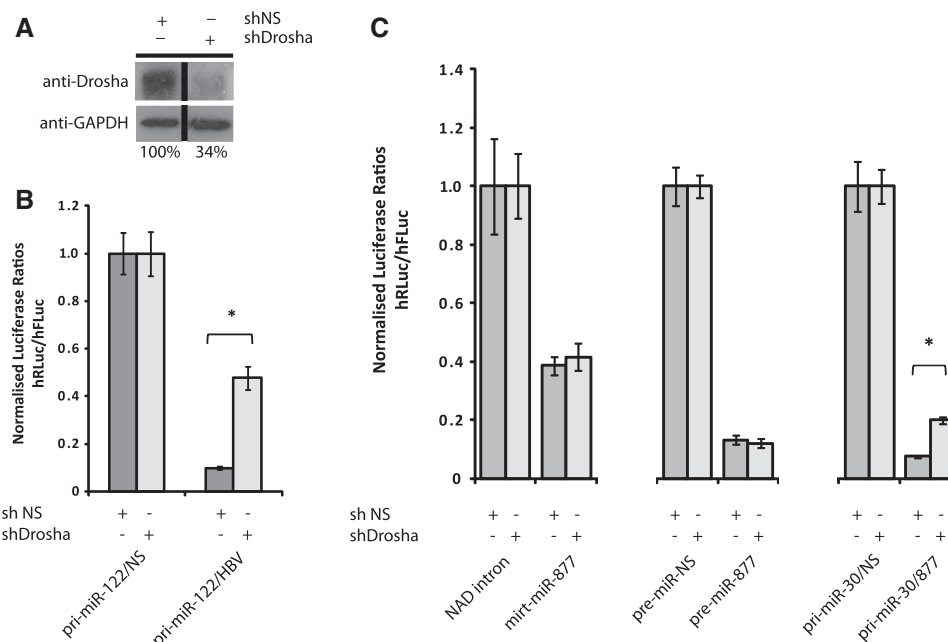 A
+ – shNS
– + shDrosha
anti-Drosha
anti-GAPDH
100% 34%
B
Normalised Luciferase Ratios
hRLuc/hFLuc
1.2
1.0
0.8
0.6
0.4
0.2
0
*
sh NS + - + -
shDrosha - + - +
pri-miR-122/NS
pri-miR-122/HBV
C
Normalised Luciferase Ratios
hRLuc/hFLuc
1.4
1.2
1.0
0.8
0.6
0.4
0.2
0
*
sh NS + - + - + - + - + - + -
shDrosha - + - + - + - + - + - +
NAD intron
mirt-miR-877
pre-miR-NS
pre-miR-877
pri-miR-30/NS
pri-miR-30/877